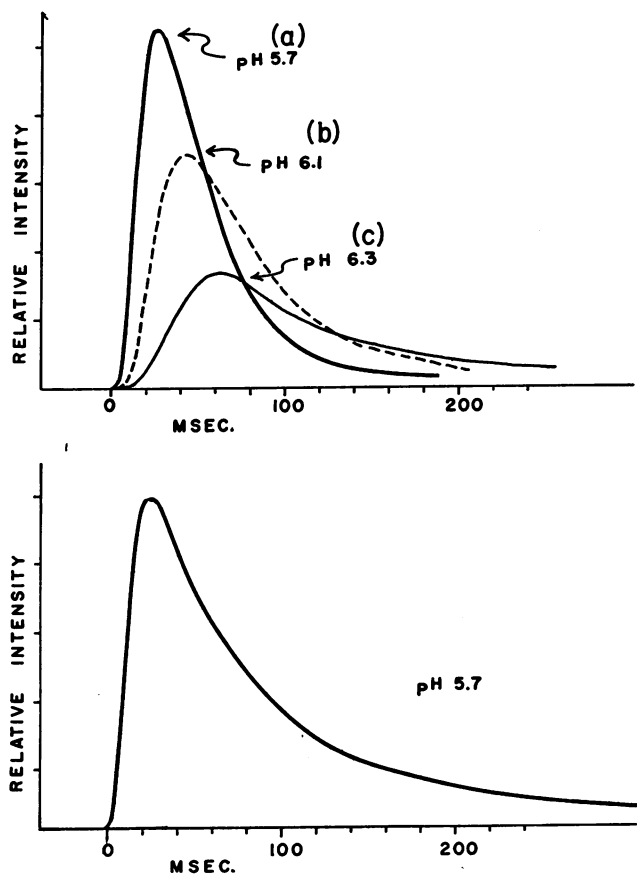 (a)
pH 5.7
(b)
pH 6.1
(c)
pH 6.3
RELATIVE INTENSITY
0 100 200
MSEC.
RELATIVE INTENSITY
pH 5.7
0 100 200
MSEC.